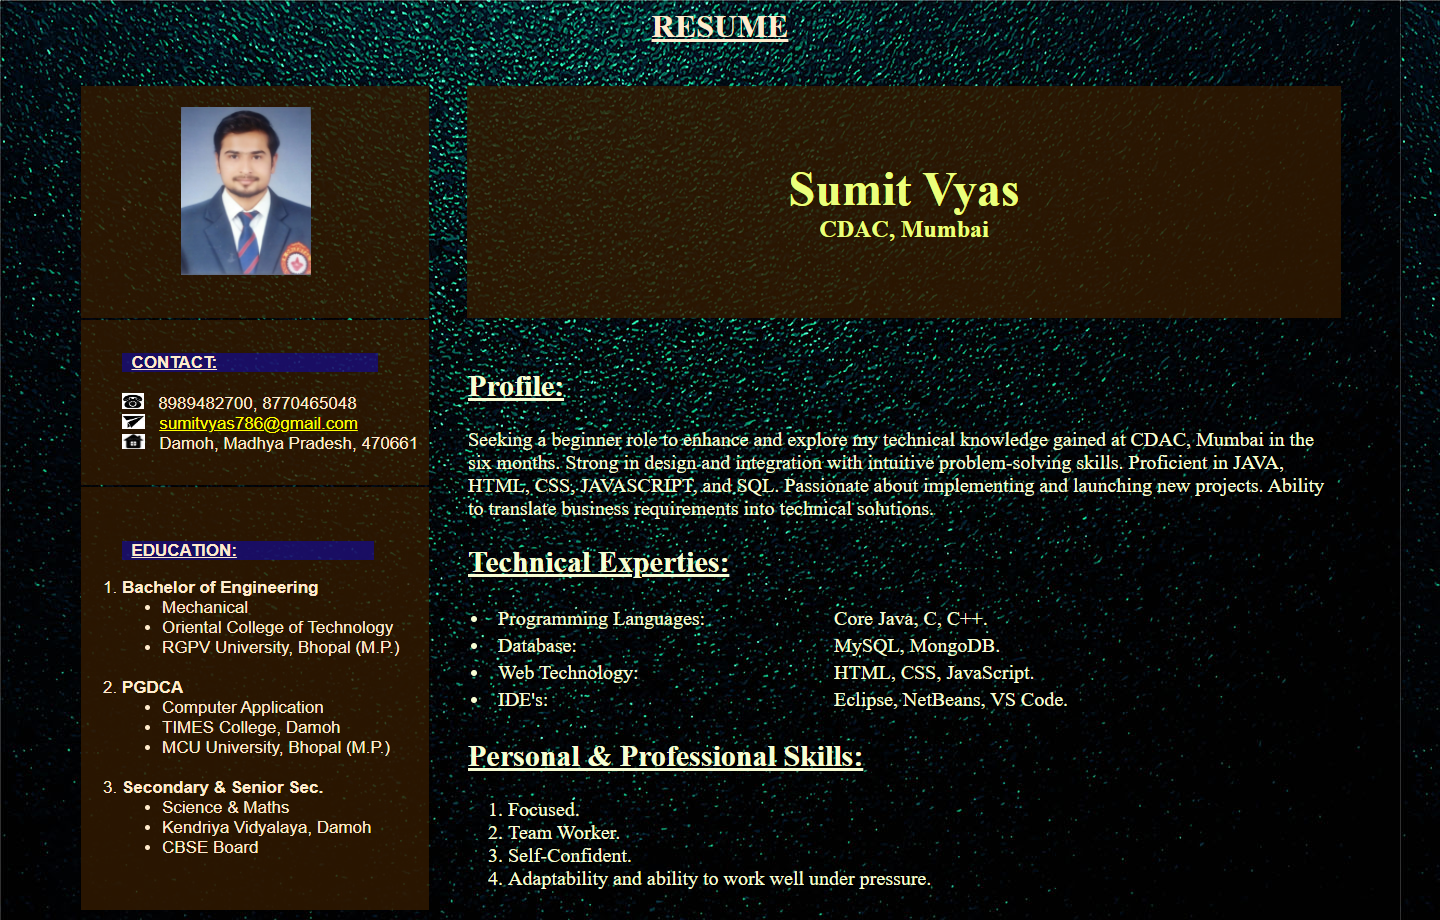 RESUME
Sumit Vyas
CDAC, Mumbai
CONTACT:
8989482700, 8770465048
sumitvyas786@gmail.com
Damoh, Madhya Pradesh, 470661
EDUCATION:
1. Bachelor of Engineering
• Mechanical
• Oriental College of Technology
• RGPV University, Bhopal (M.P.)
2. PGDCA
• Computer Application
• TIMES College, Damoh
• MCU University, Bhopal (M.P.)
3. Secondary & Senior Sec.
• Science & Maths
• Kendriya Vidyalaya, Damoh
• CBSE Board
Profile:
Seeking a beginner role to enhance and explore my technical knowledge gained at CDAC, Mumbai in the
six months. Strong in design and integration with intuitive problem-solving skills. Proficient in JAVA,
HTML, CSS, JAVASCRIPT, and SQL. Passionate about implementing and launching new projects. Ability
to translate business requirements into technical solutions.
Technical Experties:
• Programming Languages: Core Java, C, C++.
• Database: MySQL, MongoDB.
• Web Technology: HTML, CSS, JavaScript.
• IDE's: Eclipse, NetBeans, VS Code.
Personal & Professional Skills:
1. Focused.
2. Team Worker.
3. Self-Confident.
4. Adaptability and ability to work well under pressure.